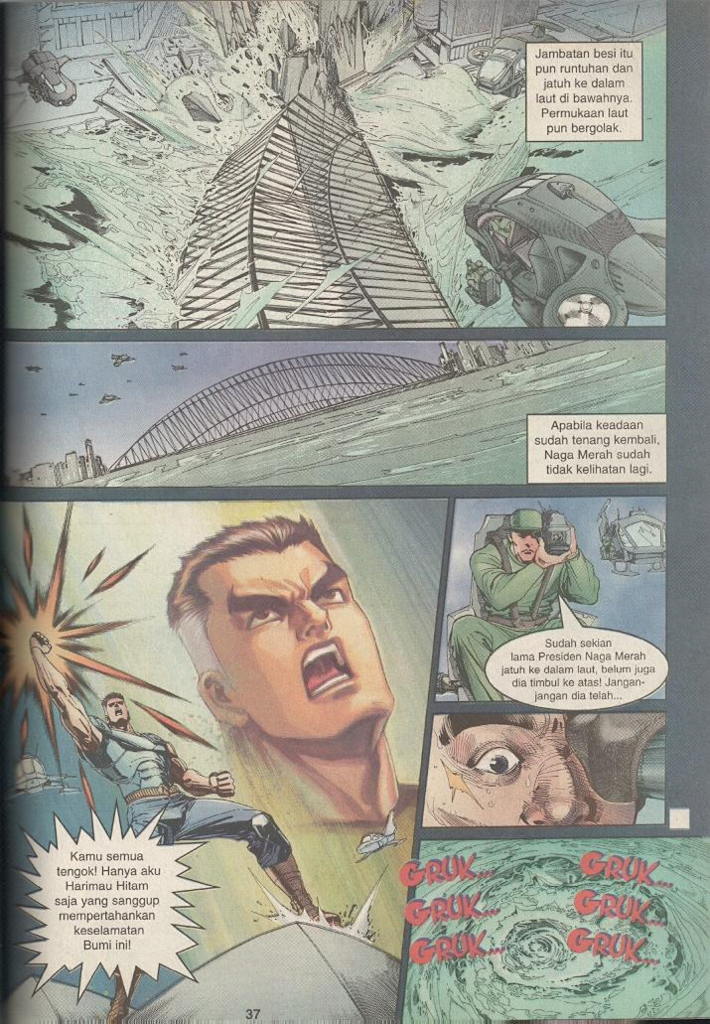 Jambatan besi itu
pun runtuhan dan
jatuh ke dalam
laut di bawahnya.
Permukaan laut
pun bergolak.
Apabila keadaan
sudah tenang kembali,
Naga Merah sudah
tidak kelihatan lagi.
Kamu semua
tengok! Hanya aku
Harimau Hitam
saja yang sanggup
mempertahankan
keselamatan
Bumi ini!
Sudah sekian
lama Presiden Naga Merah
jatuh ke dalam laut, belum juga
dia timbul ke atas! Jangan-
jangan dia telah...
GRUK... GRUK...
GRUK... GRUK...
GRUK... GRUK...
37